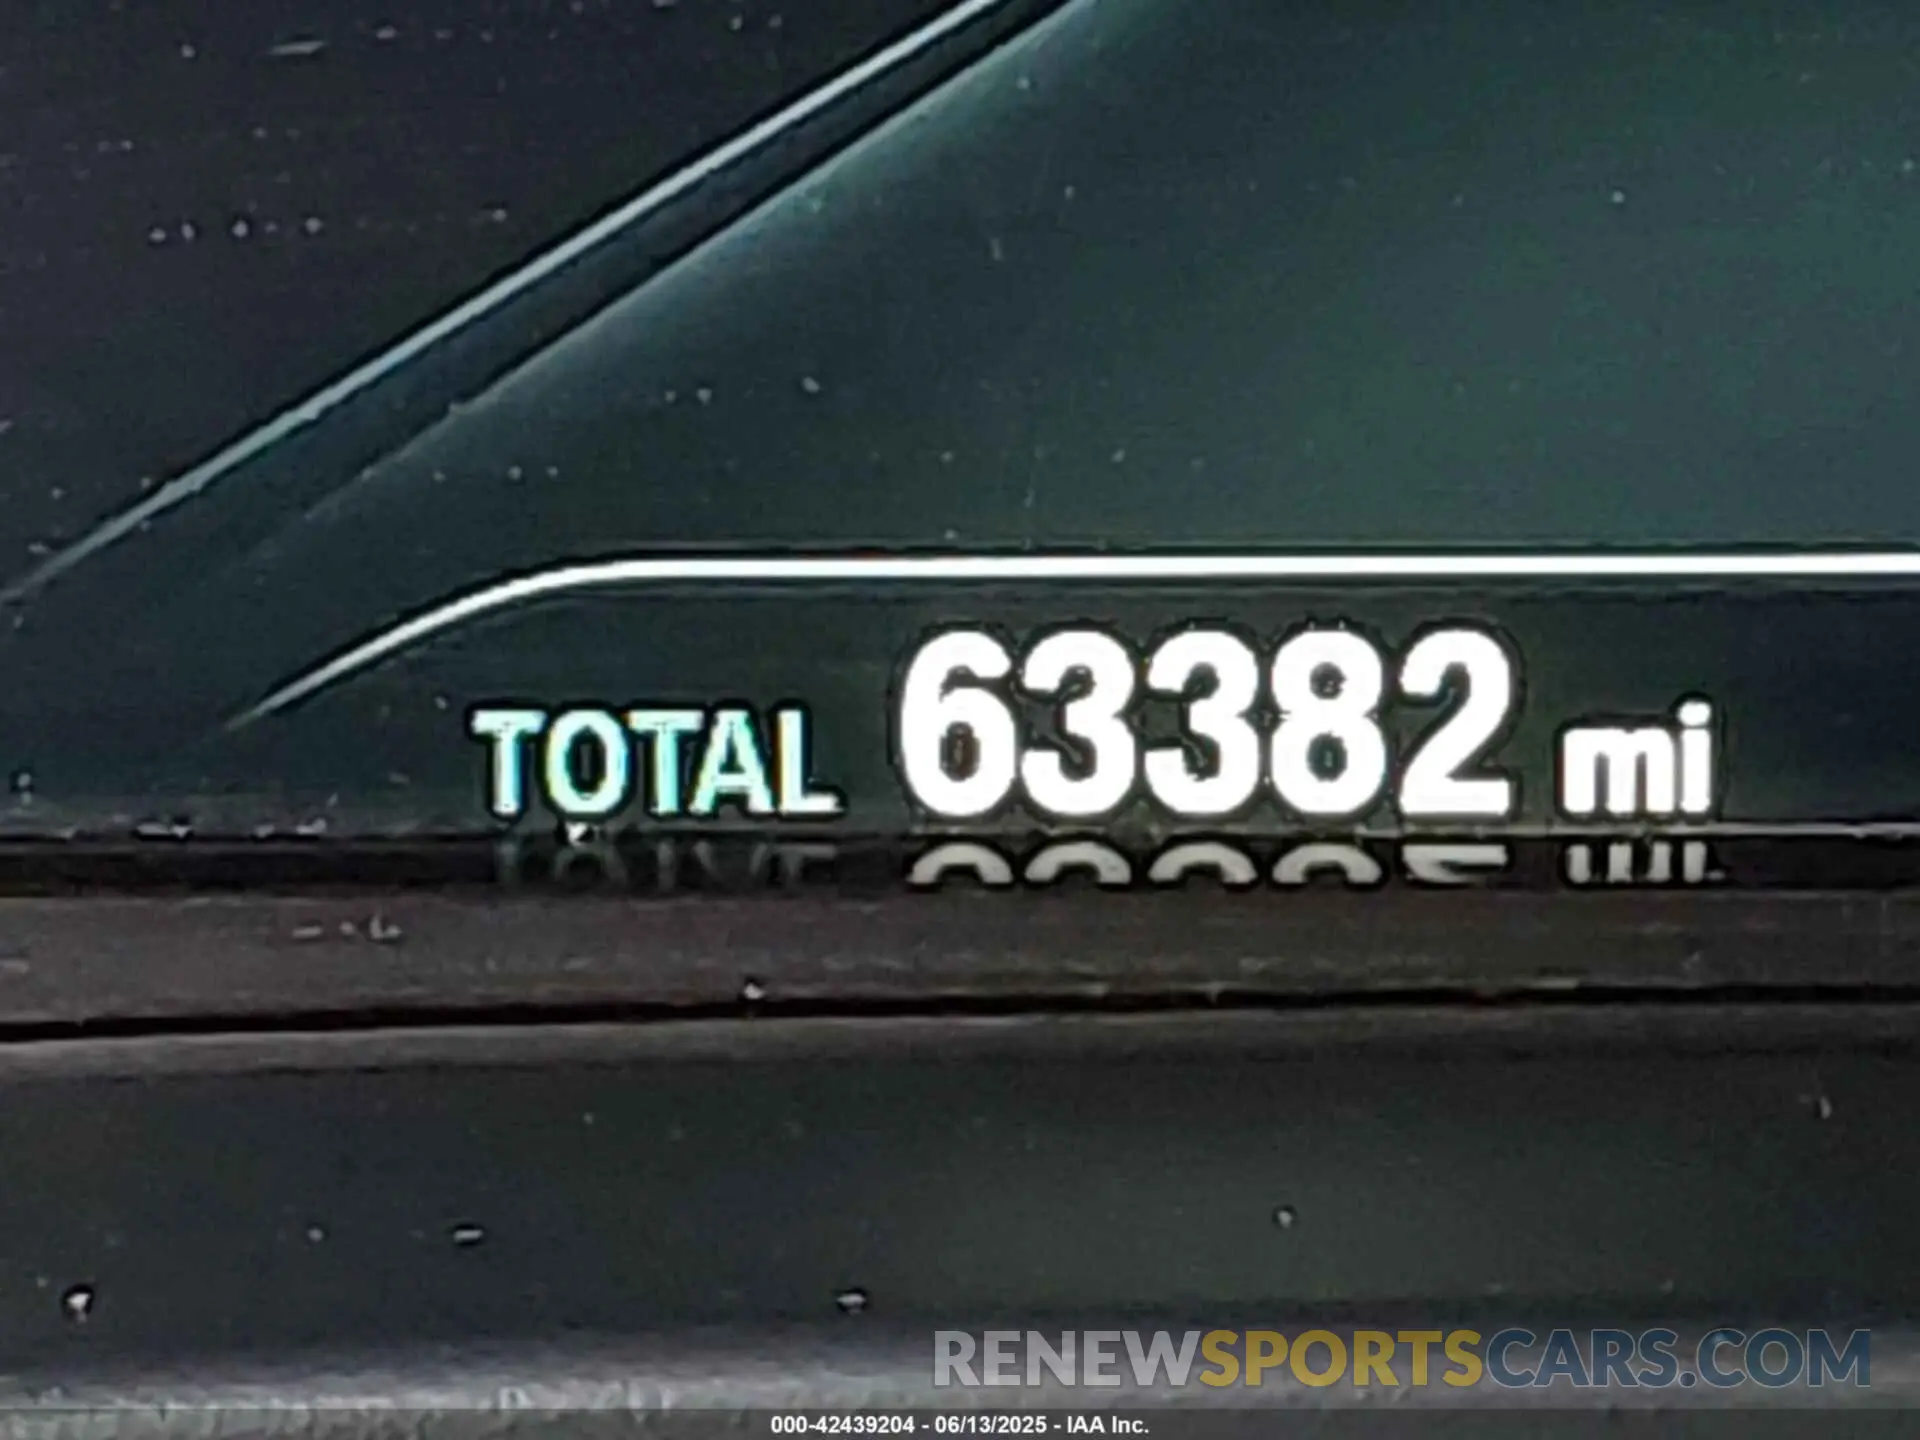 TOTAL 63382 mi
RENEWSPORTSCARS.COM
000-42439204 - 06/13/2025 - IAA Inc.